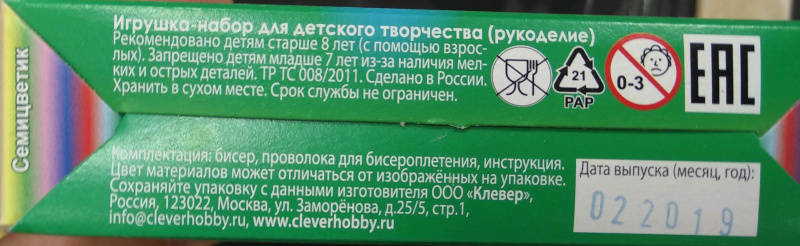 Семицветик
Игрушка-набор для детского творчества (рукоделие)
Рекомендовано детям старше 8 лет (с помощью взрос-
лых). Запрещено детям младше 7 лет из-за наличия мел-
ких и острых деталей. ТР ТС 008/2011. Сделано в России.
Хранить в сухом месте. Срок службы не ограничен.
21
PAP
0-3
EAC
Комплектация: бисер, проволока для бисероплетения, инструкция.
Цвет материалов может отличаться от изображённых на упаковке.
Сохраняйте упаковку с данными изготовителя ООО «Клевер»,
Россия, 123022, Москва, ул. Заморёнова, д.25/5, стр.1,
info@cleverhobby.ru, www.cleverhobby.ru
Дата выпуска (месяц, год):
022019